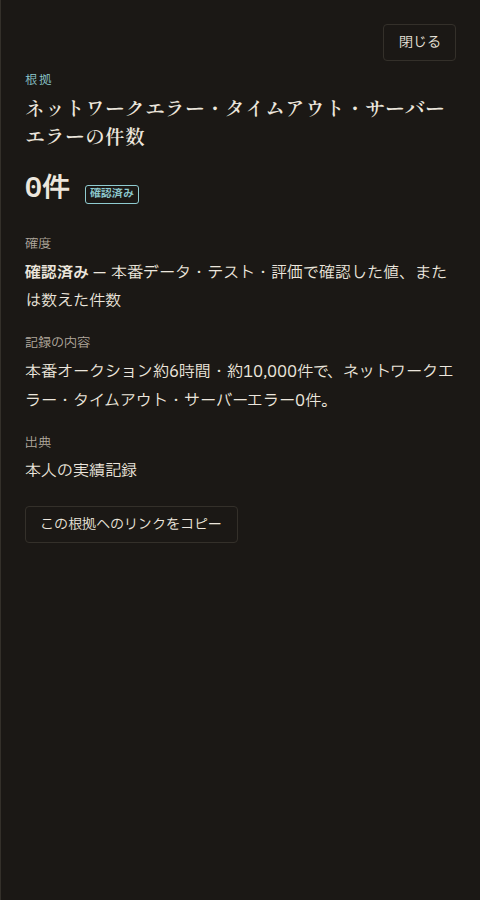 閉じる
根拠
ネットワークエラー・タイムアウト・サーバー
エラーの件数
0件 確認済み
確度
確認済み — 本番データ・テスト・評価で確認した値、また
は数えた件数
記録の内容
本番オークション約6時間・約10,000件で、ネットワークエ
ラー・タイムアウト・サーバーエラー0件。
出典
本人の実績記録
この根拠へのリンクをコピー